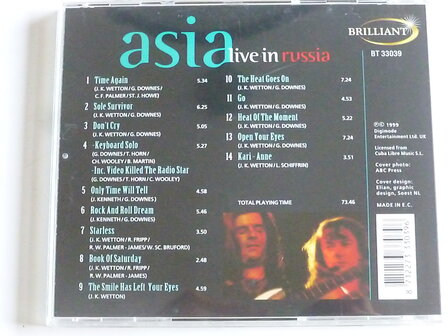 asia
live in russia
BRILLIANT
BT 33039
1 Time Again 5.34
(J. K. WETTON/G. DOWNES/
C. F. PALMER/ST. J. HOWE)
2 Sole Survivor 6.25
(J. K. WETTON/G. DOWNES)
3 Don't Cry 5.05
(J. K. WETTON/G. DOWNES)
4 -Keyboard Solo 5.27
(G. DOWNES/T. HORN/
CH. WOOLEY/B. MARTIN)
-Inc. Video Killed The Radio Star
(G. DOWNES/T. HORN/C. WOOLEY)
5 Only Time Will Tell 4.58
(J. KENNETH/G. DOWNES)
6 Rock And Roll Dream 5.46
(J. KENNETH/G. DOWNES)
7 Starless 3.50
(J. K. WETTON/R. FRIPP/
R. W. PALMER-JAMES/W. SC. BRUFORD)
8 Book Of Saturday 2.48
(J. K. WETTON/R. FRIPP/
R. W. PALMER-JAMES)
9 The Smile Has Left Your Eyes 4.59
(J. K. WETTON)
10 The Heat Goes On 7.24
(J. K. WETTON/G. DOWNES)
11 Go 4.53
(J. K. WETTON/G. DOWNES)
12 Heat Of The Moment 5.22
(J. K. WETTON/G. DOWNES)
13 Open Your Eyes 7.24
(J. K. WETTON/G. DOWNES)
14 Kari - Anne 3.51
(J. K. WETTON/L. SCHIFFRIN)
TOTAL PLAYING TIME 73.46
℗© 1999
Digimode
Entertainment Ltd. UK
Licensed from
Cuba Libre Music S.L.
Cover photo:
ABC Press
Cover design:
Elian, graphic
design, Soest NL
MADE IN E.C.